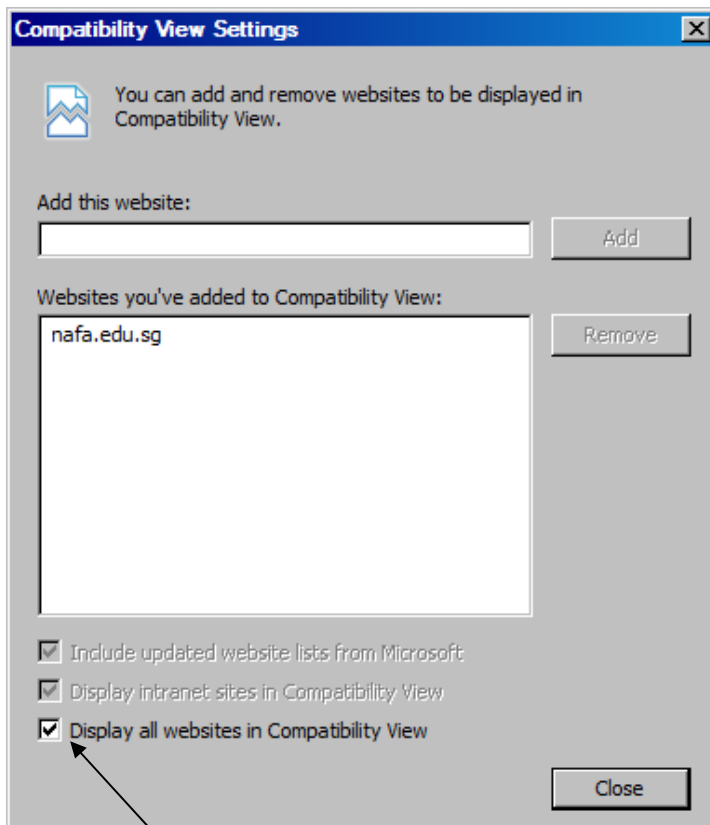 Compatibility View Settings
You can add and remove websites to be displayed in
Compatibility View.
Add this website:
Add
Websites you've added to Compatibility View:
nafa.edu.sg
Remove
Include updated website lists from Microsoft
Display intranet sites in Compatibility View
Display all websites in Compatibility View
Close